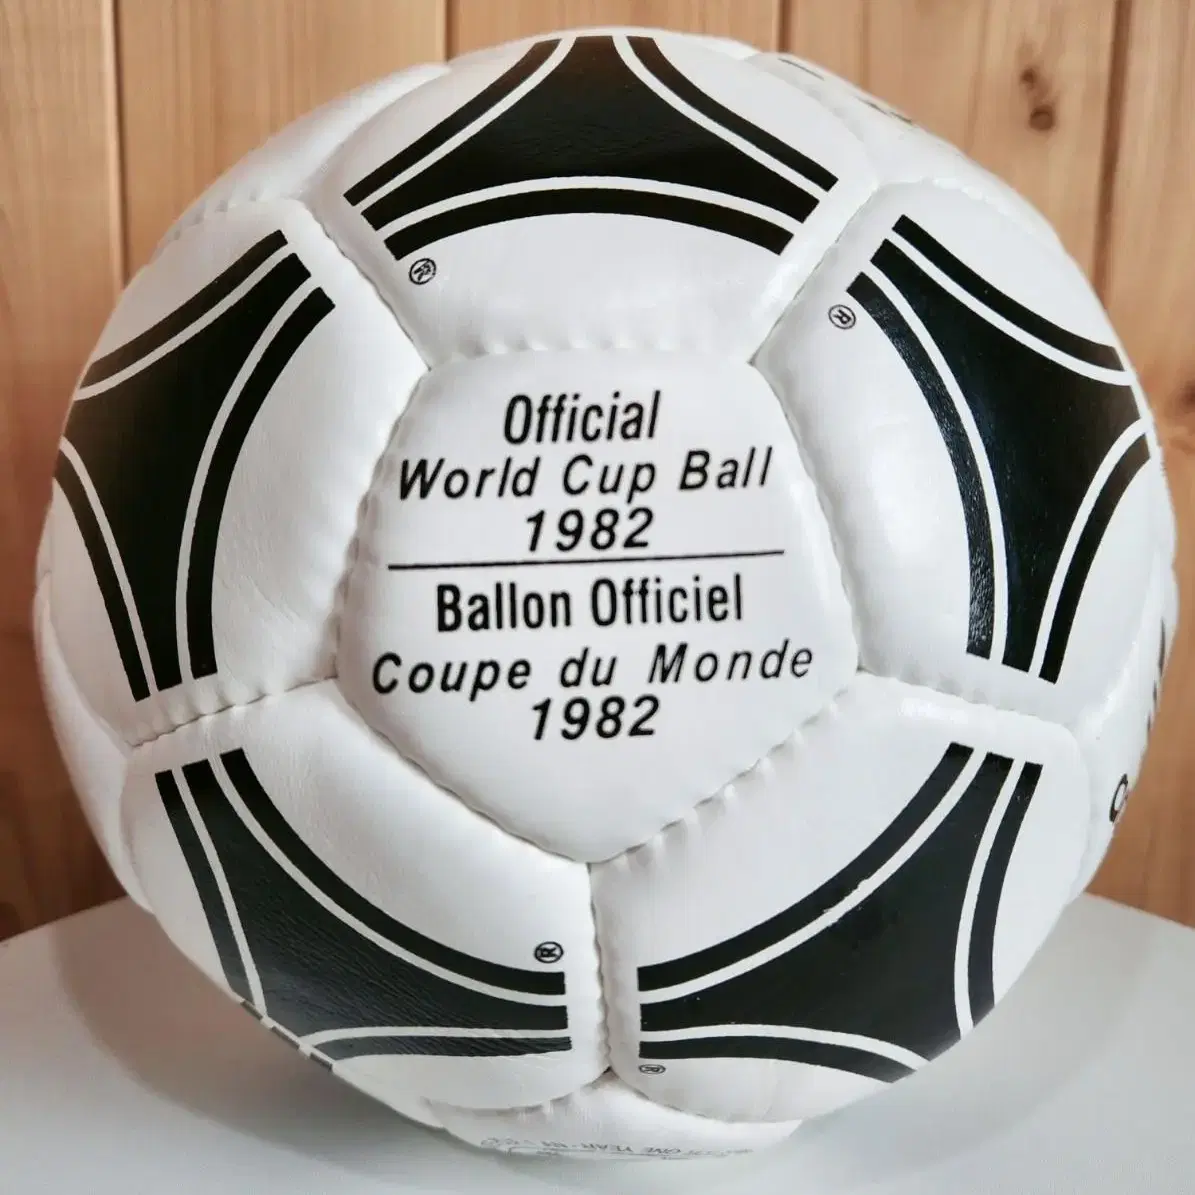 Official
World Cup Ball
1982
Ballon Officiel
Coupe du Monde
1982
®
®
®
®